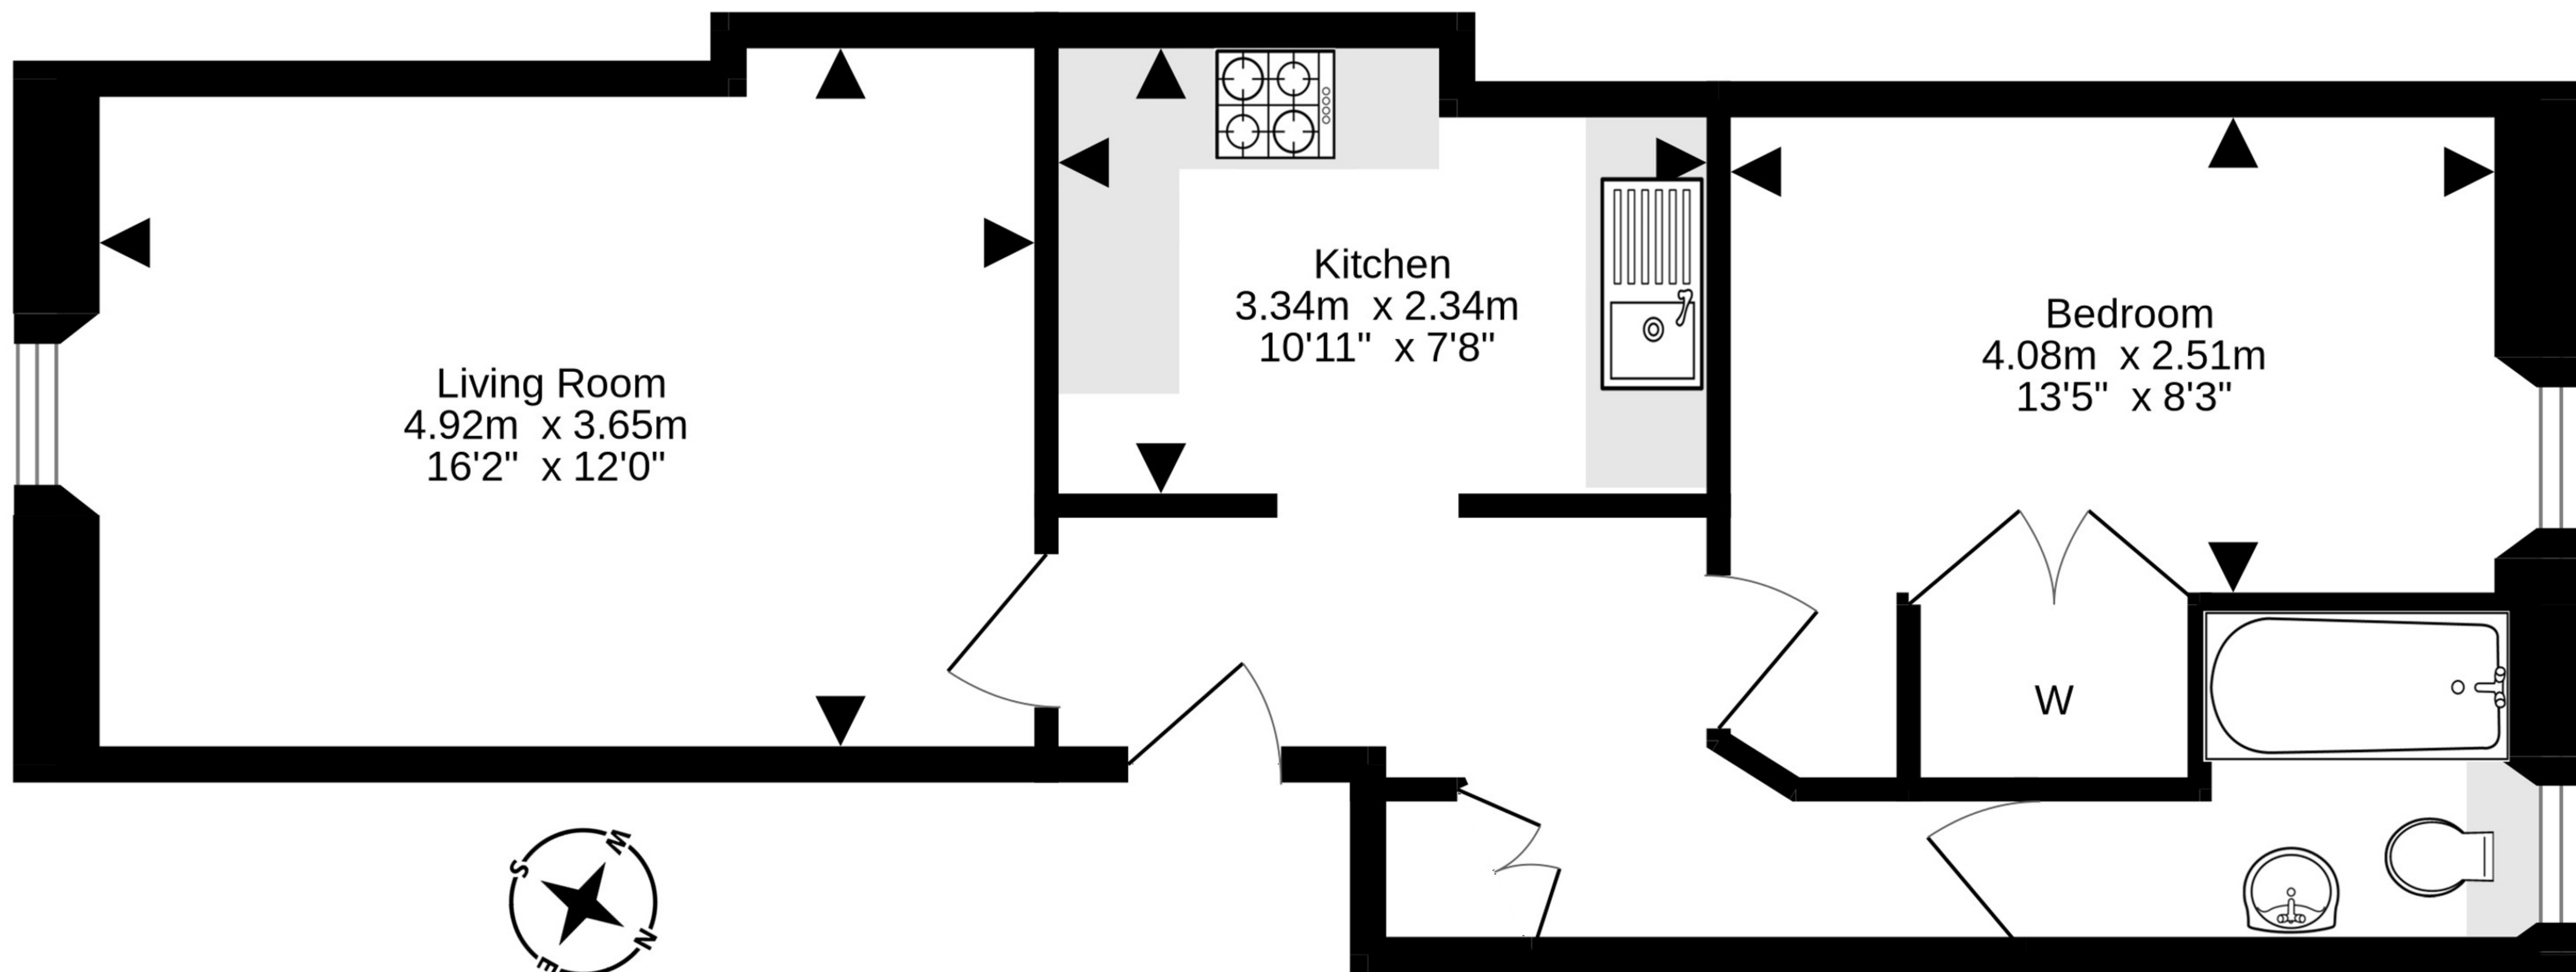 Kitchen
3.34m x 2.34m
10'11" x 7'8"
Bedroom
4.08m x 2.51m
13'5" x 8'3"
Living Room
4.92m x 3.65m
16'2" x 12'0"
W
W
S
N
E